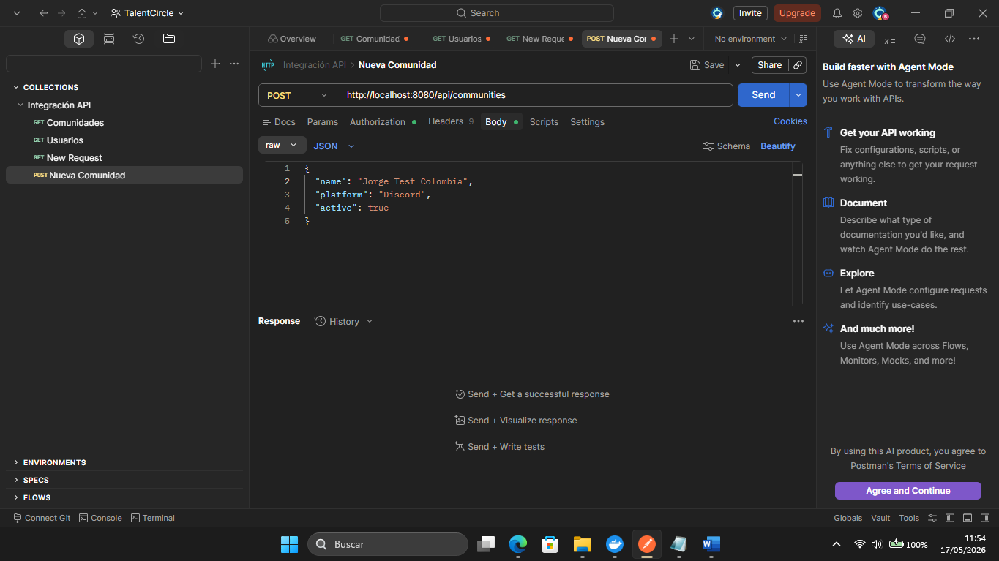 TalentCircle
Search
Invite
Upgrade
Overview
GET Comunidad
GET Usuarios
GET New Reque
POST Nueva Cor
No environment
AI
COLLECTIONS
Integración API
GET Comunidades
GET Usuarios
GET New Request
POST Nueva Comunidad
ENVIRONMENTS
SPECS
FLOWS
HTTP Integración API > Nueva Comunidad
Save
Share
POST http://localhost:8080/api/communities
Send
Docs Params Authorization Headers 9 Body Scripts Settings
Cookies
raw JSON
Schema Beautify
1 {
2 "name": "Jorge Test Colombia",
3 "platform": "Discord",
4 "active": true
5 }
Response History
Send + Get a successful response
Send + Visualize response
Send + Write tests
Build faster with Agent Mode
Use Agent Mode to transform the way
you work with APIs.
Get your API working
Fix configurations, scripts, or
anything else to get your request
working.
Document
Describe what type of
documentation you'd like, and
watch Agent Mode do the rest.
Explore
Let Agent Mode configure requests
and identify use-cases.
And much more!
Use Agent Mode across Flows,
Monitors, Mocks, and more!
By using this AI product, you agree to
Postman's Terms of Service
Agree and Continue
Connect Git Console Terminal
Globals Vault Tools
Buscar
100%
11:54
17/05/2026